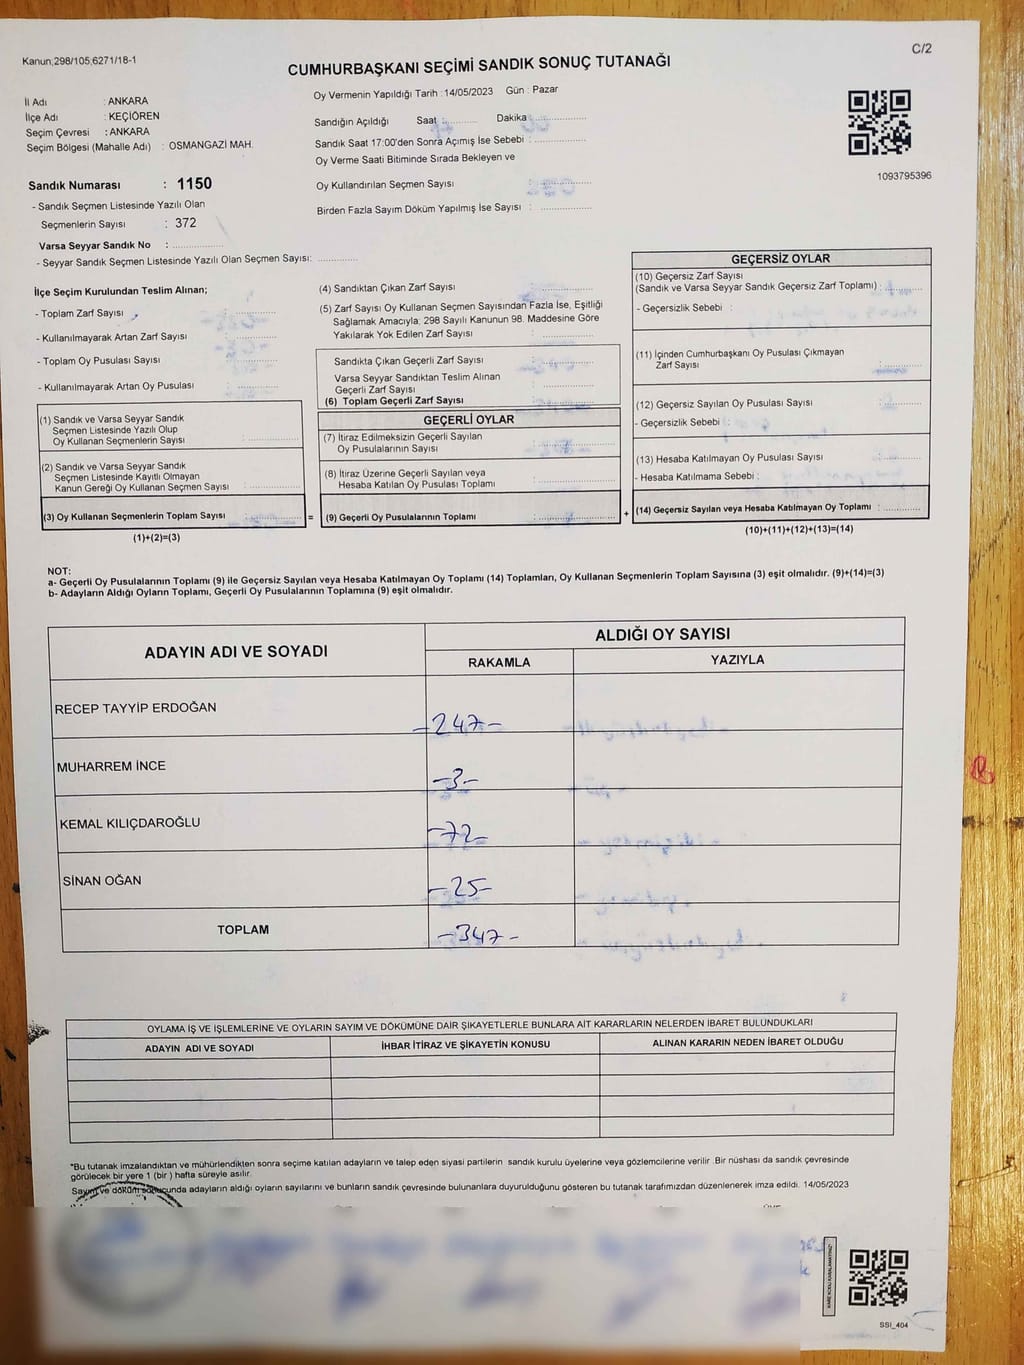 Kanun,298/105,6271/18-1
C/2
CUMHURBAŞKANI SEÇİMİ SANDIK SONUÇ TUTANAĞI
İl Adı : ANKARA
İlçe Adı : KEÇİÖREN
Seçim Çevresi : ANKARA
Seçim Bölgesi (Mahalle Adı) : OSMANGAZİ MAH.
Sandık Numarası : 1150
- Sandık Seçmen Listesinde Yazılı Olan
Seçmenlerin Sayısı : 372
Varsa Seyyar Sandık No : ..............
- Seyyar Sandık Seçmen Listesinde Yazılı Olan Seçmen Sayısı: ..............
Oy Vermenin Yapıldığı Tarih :14/05/2023 Gün : Pazar
Sandığın Açıldığı Saat : Dakika :
Sandık Saat 17:00'den Sonra Açımış İse Sebebi :
Oy Verme Saati Bitiminde Sırada Bekleyen ve
Oy Kullandırılan Seçmen Sayısı :
Birden Fazla Sayım Döküm Yapılmış İse Sayısı :
1093795396
İlçe Seçim Kurulundan Teslim Alınan;
- Toplam Zarf Sayısı :
- Kullanılmayarak Artan Zarf Sayısı :
- Toplam Oy Pusulası Sayısı :
- Kullanılmayarak Artan Oy Pusulası :
(1) Sandık ve Varsa Seyyar Sandık
Seçmen Listesinde Yazılı Olup
Oy Kullanan Seçmenlerin Sayısı :
(2) Sandık ve Varsa Seyyar Sandık
Seçmen Listesinde Kayıtlı Olmayan
Kanun Gereği Oy Kullanan Seçmen Sayısı :
(3) Oy Kullanan Seçmenlerin Toplam Sayısı :
=
(1)+(2)=(3)
(4) Sandıktan Çıkan Zarf Sayısı :
(5) Zarf Sayısı Oy Kullanan Seçmen Sayısından Fazla İse, Eşitliği
Sağlamak Amacıyla; 298 Sayılı Kanunun 98. Maddesine Göre
Yakılarak Yok Edilen Zarf Sayısı :
Sandıkta Çıkan Geçerli Zarf Sayısı :
Varsa Seyyar Sandıktan Teslim Alınan
Geçerli Zarf Sayısı :
(6) Toplam Geçerli Zarf Sayısı :
GEÇERLİ OYLAR
(7) İtiraz Edilmeksizin Geçerli Sayılan
Oy Pusulalarının Sayısı :
(8) İtiraz Üzerine Geçerli Sayılan veya
Hesaba Katılan Oy Pusulası Toplamı :
(9) Geçerli Oy Pusulalarının Toplamı :
+
GEÇERSİZ OYLAR
(10) Geçersiz Zarf Sayısı
(Sandık ve Varsa Seyyar Sandık Geçersiz Zarf Toplamı) :
- Geçersizlik Sebebi :
(11) İçinden Cumhurbaşkanı Oy Pusulası Çıkmayan
Zarf Sayısı :
(12) Geçersiz Sayılan Oy Pusulası Sayısı :
- Geçersizlik Sebebi :
(13) Hesaba Katılmayan Oy Pusulası Sayısı :
- Hesaba Katılmama Sebebi :
(14) Geçersiz Sayılan veya Hesaba Katılmayan Oy Toplamı :
(10)+(11)+(12)+(13)=(14)
NOT:
a- Geçerli Oy Pusulalarının Toplamı (9) ile Geçersiz Sayılan veya Hesaba Katılmayan Oy Toplamı (14) Toplamları, Oy Kullanan Seçmenlerin Toplam Sayısına (3) eşit olmalıdır. (9)+(14)=(3)
b- Adayların Aldığı Oyların Toplamı, Geçerli Oy Pusulalarının Toplamına (9) eşit olmalıdır.
ADAYIN ADI VE SOYADI
ALDIĞI OY SAYISI
RAKAMLA
YAZIYLA
RECEP TAYYİP ERDOĞAN
-247-
MUHARREM İNCE
-3-
KEMAL KILIÇDAROĞLU
-72-
SİNAN OĞAN
-25-
TOPLAM
-347-
OYLAMA İŞ VE İŞLEMLERİNE VE OYLARIN SAYIM VE DÖKÜMÜNE DAİR ŞİKAYETLERLE BUNLARA AİT KARARLARIN NELERDEN İBARET BULUNDUKLARI
ADAYIN ADI VE SOYADI
İHBAR İTİRAZ VE ŞİKAYETİN KONUSU
ALINAN KARARIN NEDEN İBARET OLDUĞU
*Bu tutanak imzalandıktan ve mühürlendikten sonra seçime katılan adayların ve talep eden siyasi partilerin sandık kurulu üyelerine veya gözlemcilerine verilir .Bir nüshası da sandık çevresinde
görülecek bir yere 1 (bir ) hafta süreyle asılır.
Sayım ve döküm sonucunda adayların aldığı oyların sayılarını ve bunların sandık çevresinde bulunanlara duyurulduğunu gösteren bu tutanak tarafımızdan düzenlenerek imza edildi. 14/05/2023
SSI_404